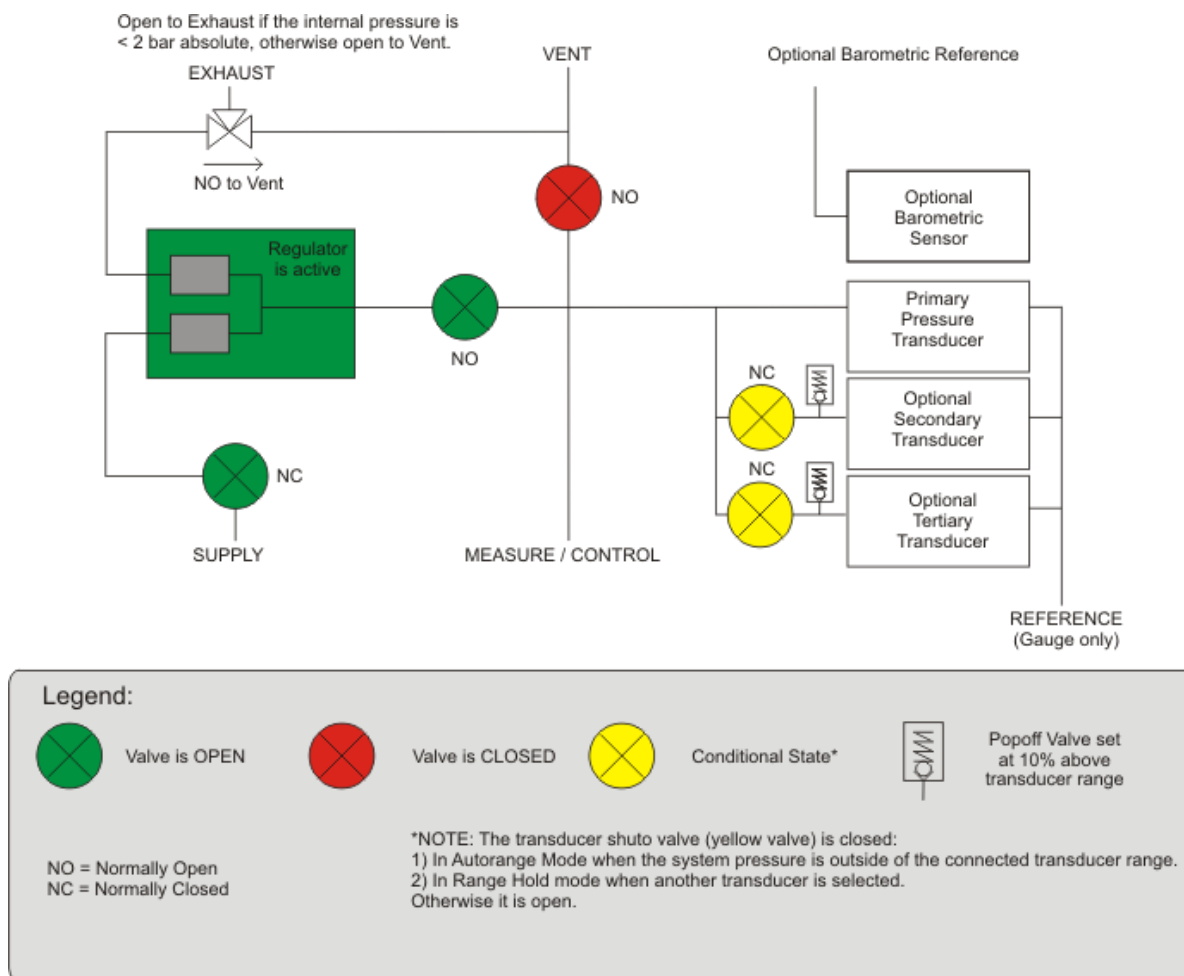 Open to Exhaust if the internal pressure is
< 2 bar absolute, otherwise open to Vent.
EXHAUST
VENT
Optional Barometric Reference
NO to Vent
NO
Optional
Barometric
Sensor
Regulator
is active
Primary
Pressure
Transducer
NO
NC
Optional
Secondary
Transducer
NC
NC
Optional
Tertiary
Transducer
SUPPLY
MEASURE / CONTROL
REFERENCE
(Gauge only)
Legend:
Valve is OPEN
Valve is CLOSED
Conditional State*
Popoff Valve set
at 10% above
transducer range
NO = Normally Open
NC = Normally Closed
*NOTE: The transducer shuto valve (yellow valve) is closed:
1) In Autorange Mode when the system pressure is outside of the connected transducer range.
2) In Range Hold mode when another transducer is selected.
Otherwise it is open.